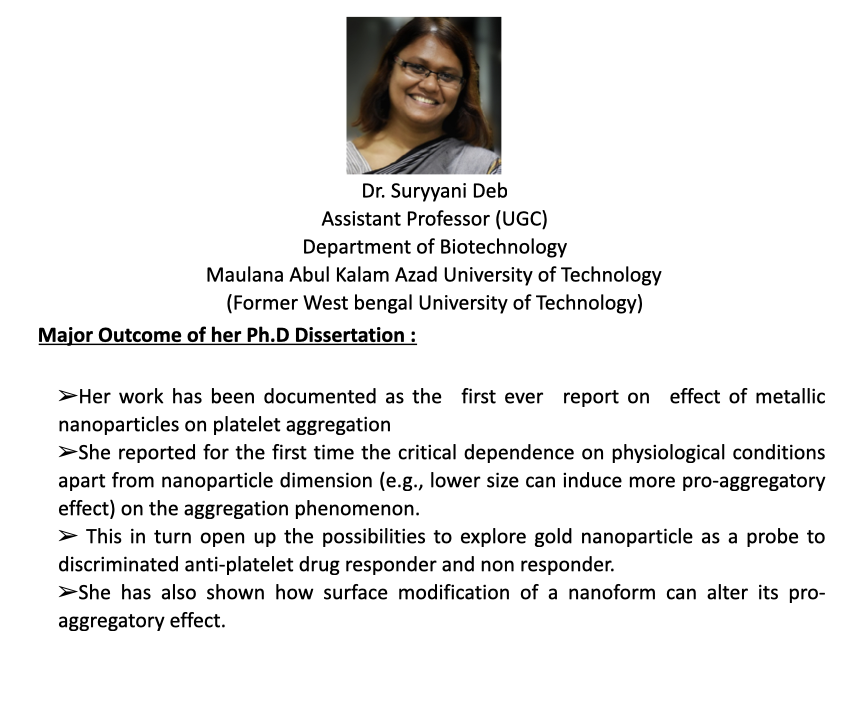 Dr. Suryyani Deb
Assistant Professor (UGC)
Department of Biotechnology
Maulana Abul Kalam Azad University of Technology
(Former West bengal University of Technology)
Major Outcome of her Ph.D Dissertation :
➢Her work has been documented as the first ever report on effect of metallic
nanoparticles on platelet aggregation
➢She reported for the first time the critical dependence on physiological conditions
apart from nanoparticle dimension (e.g., lower size can induce more pro-aggregatory
effect) on the aggregation phenomenon.
➢ This in turn open up the possibilities to explore gold nanoparticle as a probe to
discriminated anti-platelet drug responder and non responder.
➢She has also shown how surface modification of a nanoform can alter its pro-
aggregatory effect.